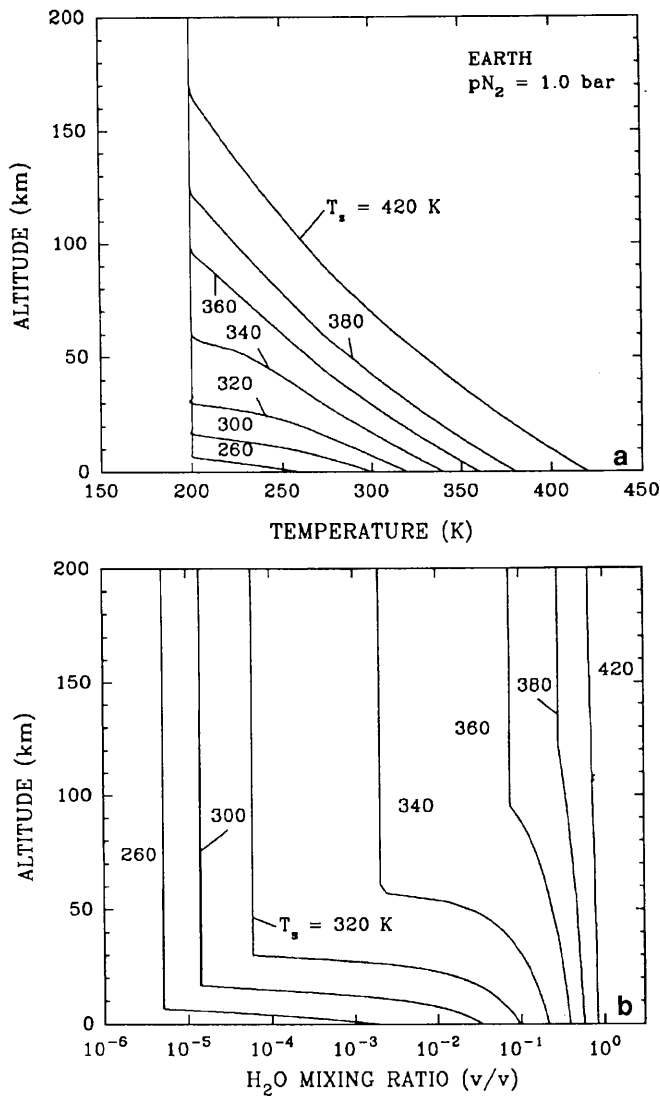 200
EARTH
pN₂ = 1.0 bar
150
Tₛ = 420 K
100
360
380
340
50
320
300
260
0
a
150 200 250 300 350 400 450
TEMPERATURE (K)
ALTITUDE (km)
200
150
420
380
360
100
340
300
260
50
Tₛ = 320 K
0
b
10⁻⁶ 10⁻⁵ 10⁻⁴ 10⁻³ 10⁻² 10⁻¹ 10⁰
H₂O MIXING RATIO (v/v)
ALTITUDE (km)